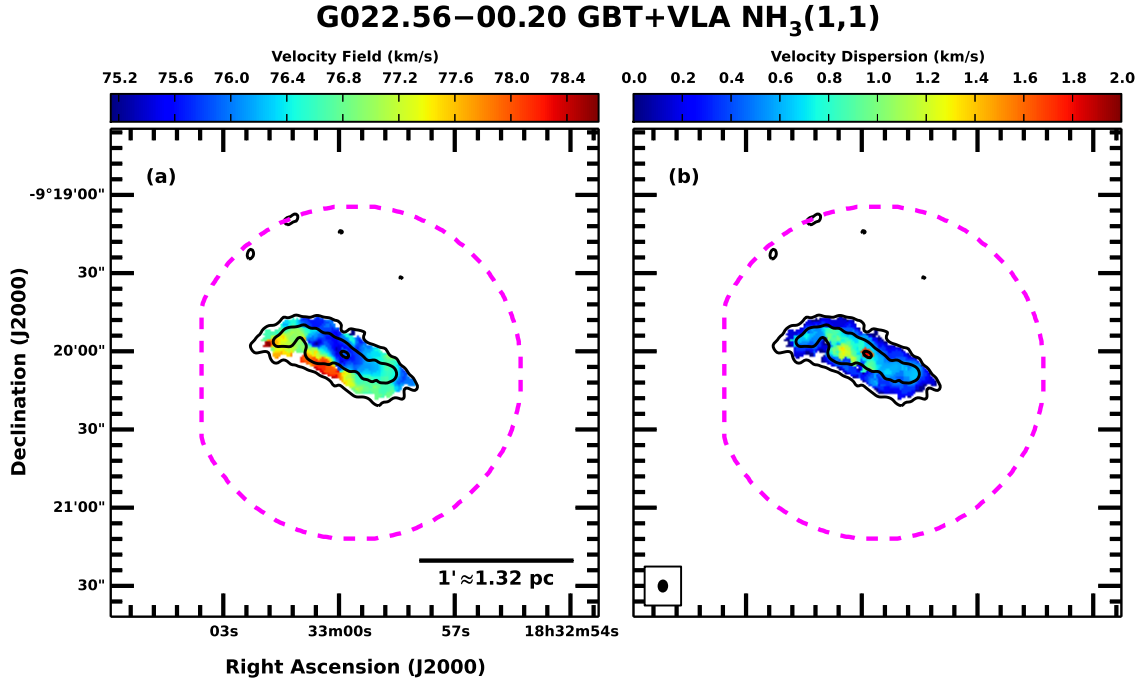 G022.56−00.20 GBT+VLA NH3(1,1)
Velocity Field (km/s)
75.2 75.6 76.0 76.4 76.8 77.2 77.6 78.0 78.4
Velocity Dispersion (km/s)
0.0 0.2 0.4 0.6 0.8 1.0 1.2 1.4 1.6 1.8 2.0
(a)
(b)
Declination (J2000)
-9°19'00"
30"
20'00"
30"
21'00"
30"
1'≈1.32 pc
03s 33m00s 57s 18h32m54s
Right Ascension (J2000)